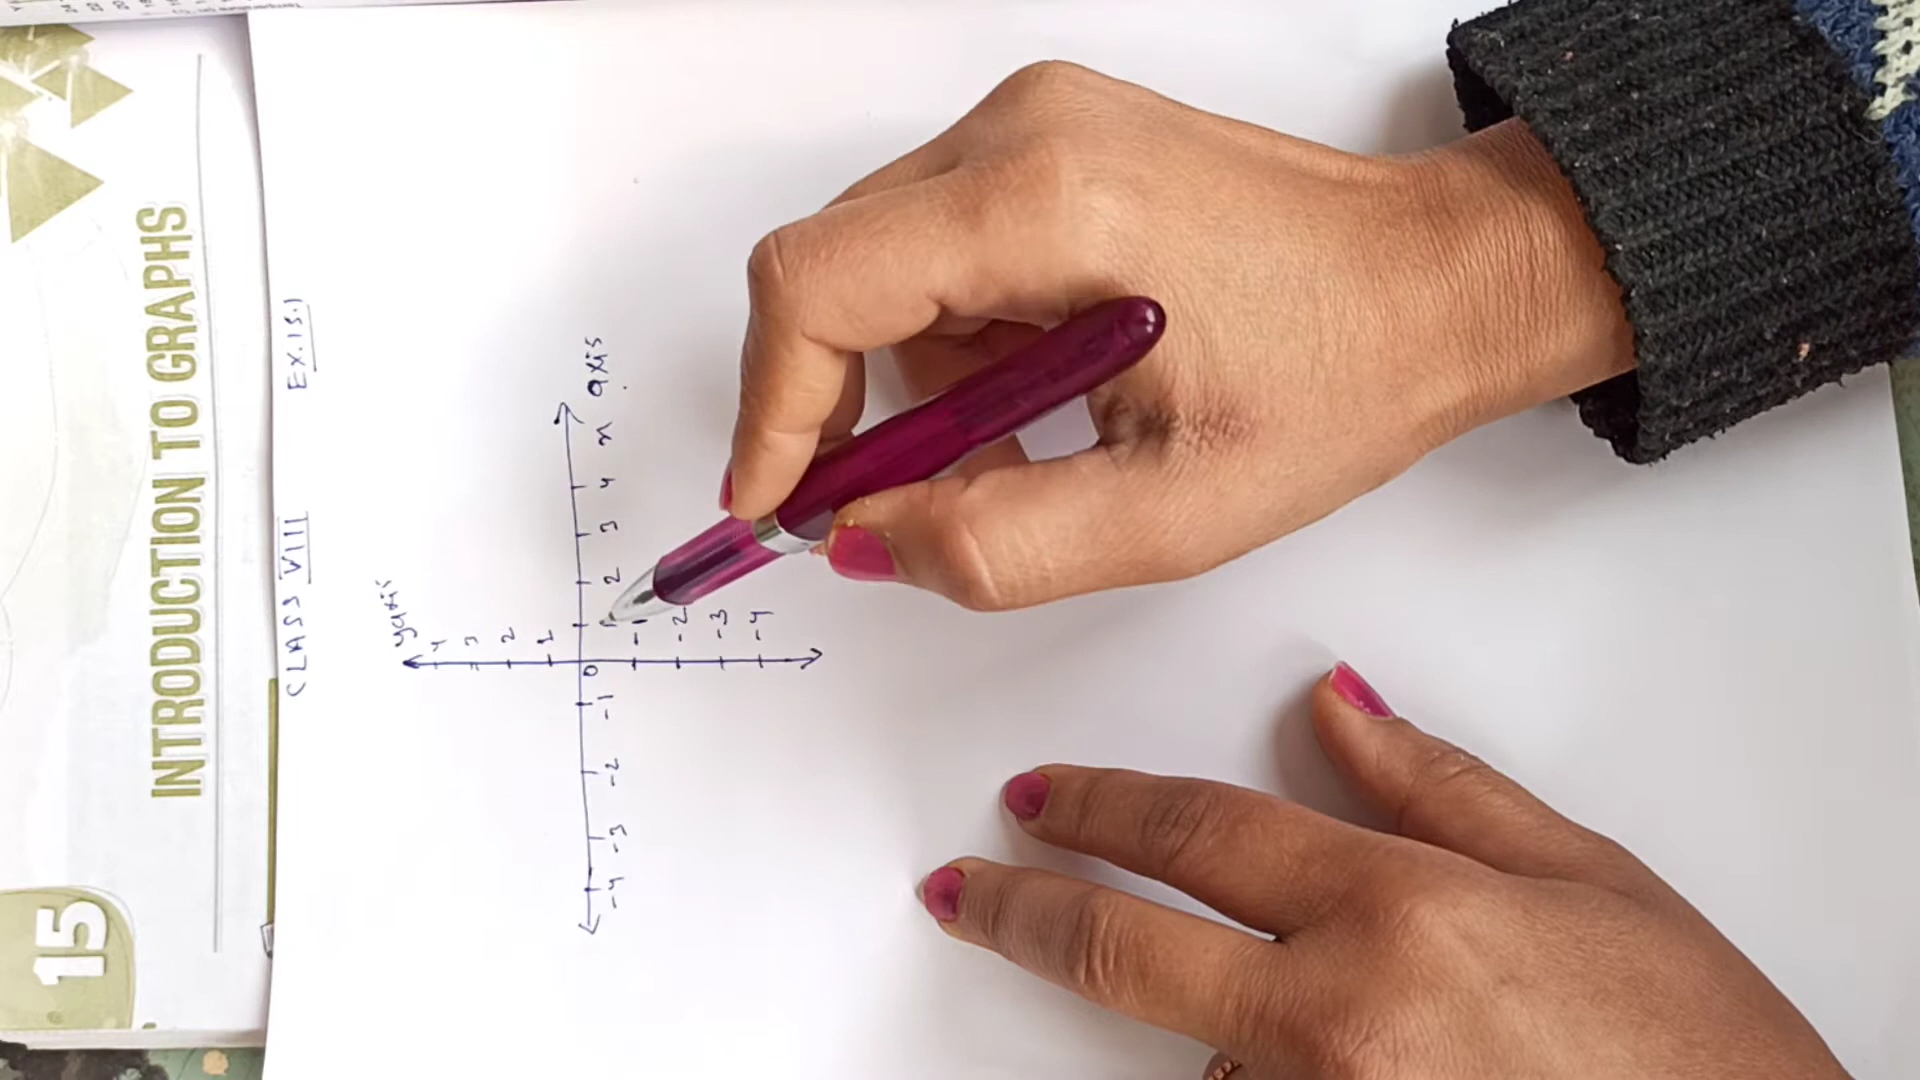 15 INTRODUCTION TO GRAPHS
CLASS VIII EX.15.1
y axis
4
3
2
1
-4 -3 -2 -1 0 1 2 3 4 x axis
-1
-2
-3
-4